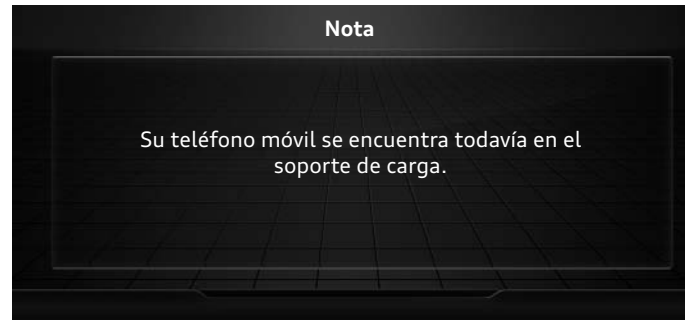 Nota
Su teléfono móvil se encuentra todavía en el
soporte de carga.